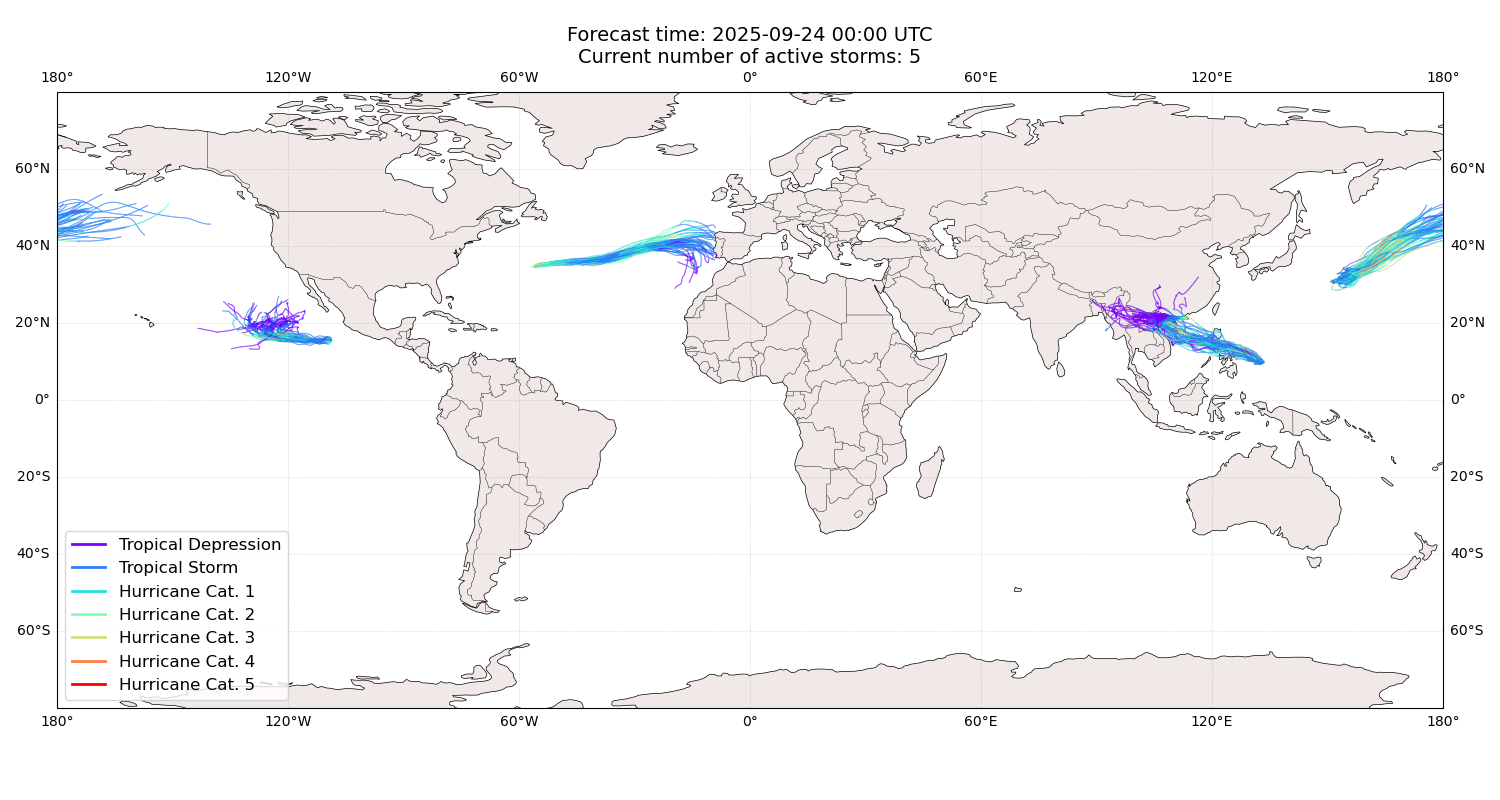 Forecast time: 2025-09-24 00:00 UTC
Current number of active storms: 5
180° 120°W 60°W 0° 60°E 120°E 180°
60°N 60°N
40°N 40°N
20°N 20°N
0° 0°
20°S 20°S
40°S 40°S
60°S 60°S
Tropical Depression
Tropical Storm
Hurricane Cat. 1
Hurricane Cat. 2
Hurricane Cat. 3
Hurricane Cat. 4
Hurricane Cat. 5
180° 120°W 60°W 0° 60°E 120°E 180°